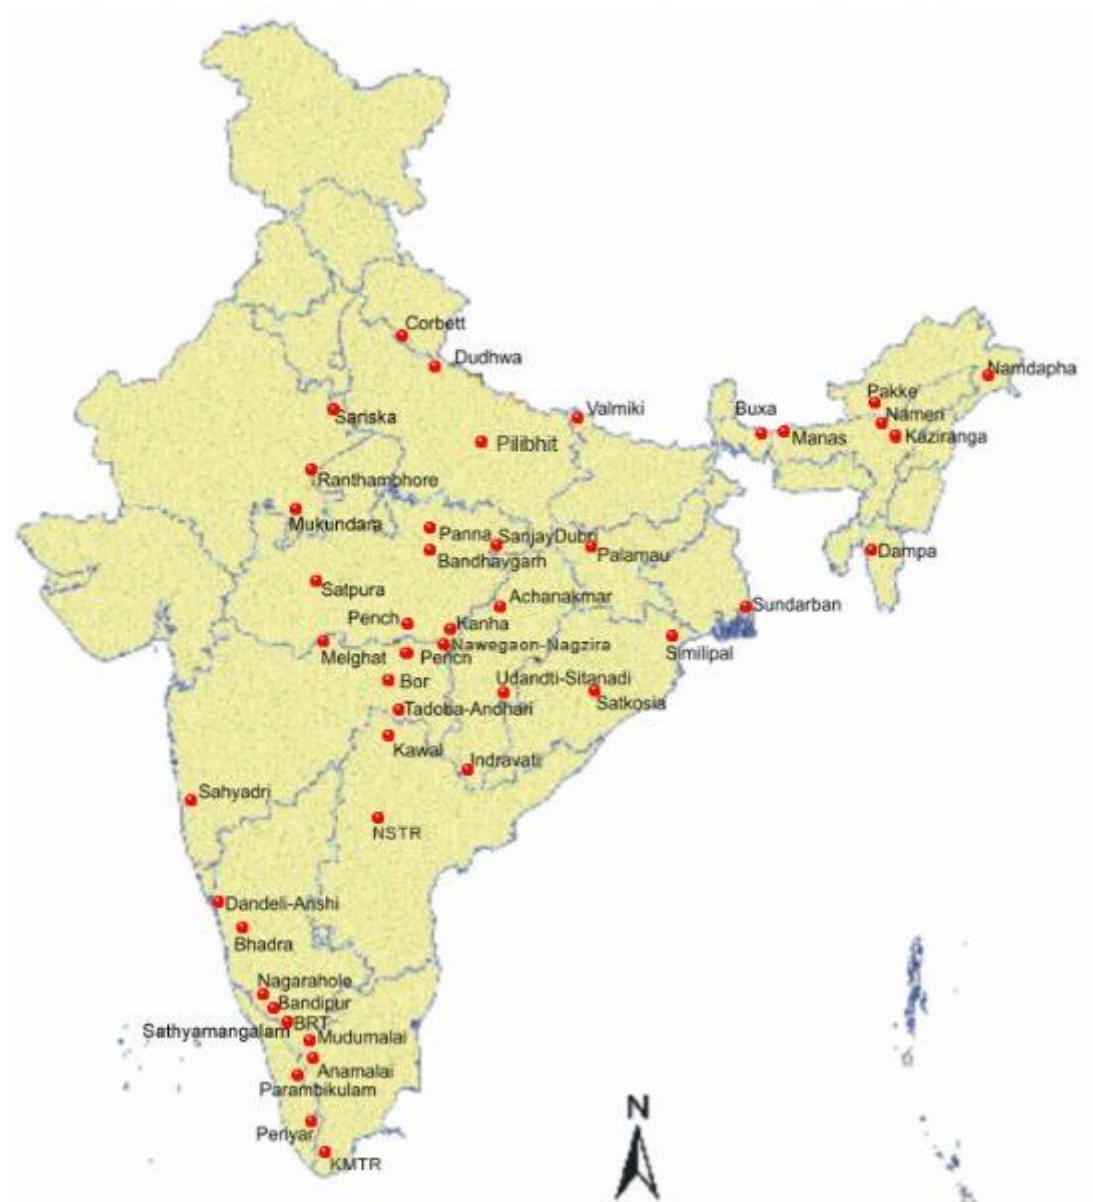 Corbett
Dudhwa
Namdapha
Pakke
Sariska
Valmiki
Buxa
Nameri
Manas
Kaziranga
Pilibhit
Ranthambhore
Mukundara
Panna
SanjayDubri
Palamau
Dampa
Bandhavgarh
Satpura
Achanakmar
Sundarban
Pench
Kanha
Nawegaon-Nagzira
Similipal
Melghat
Pench
Bor
Udandti-Sitanadi
Satkosia
Tadoba-Andhari
Kawal
Indravati
Sahyadri
NSTR
Dandeli-Anshi
Bhadra
Nagarahole
Bandipur
BRT
Sathyamangalam
Mudumalai
Anamalai
Parambikulam
Periyar
KMTR
N